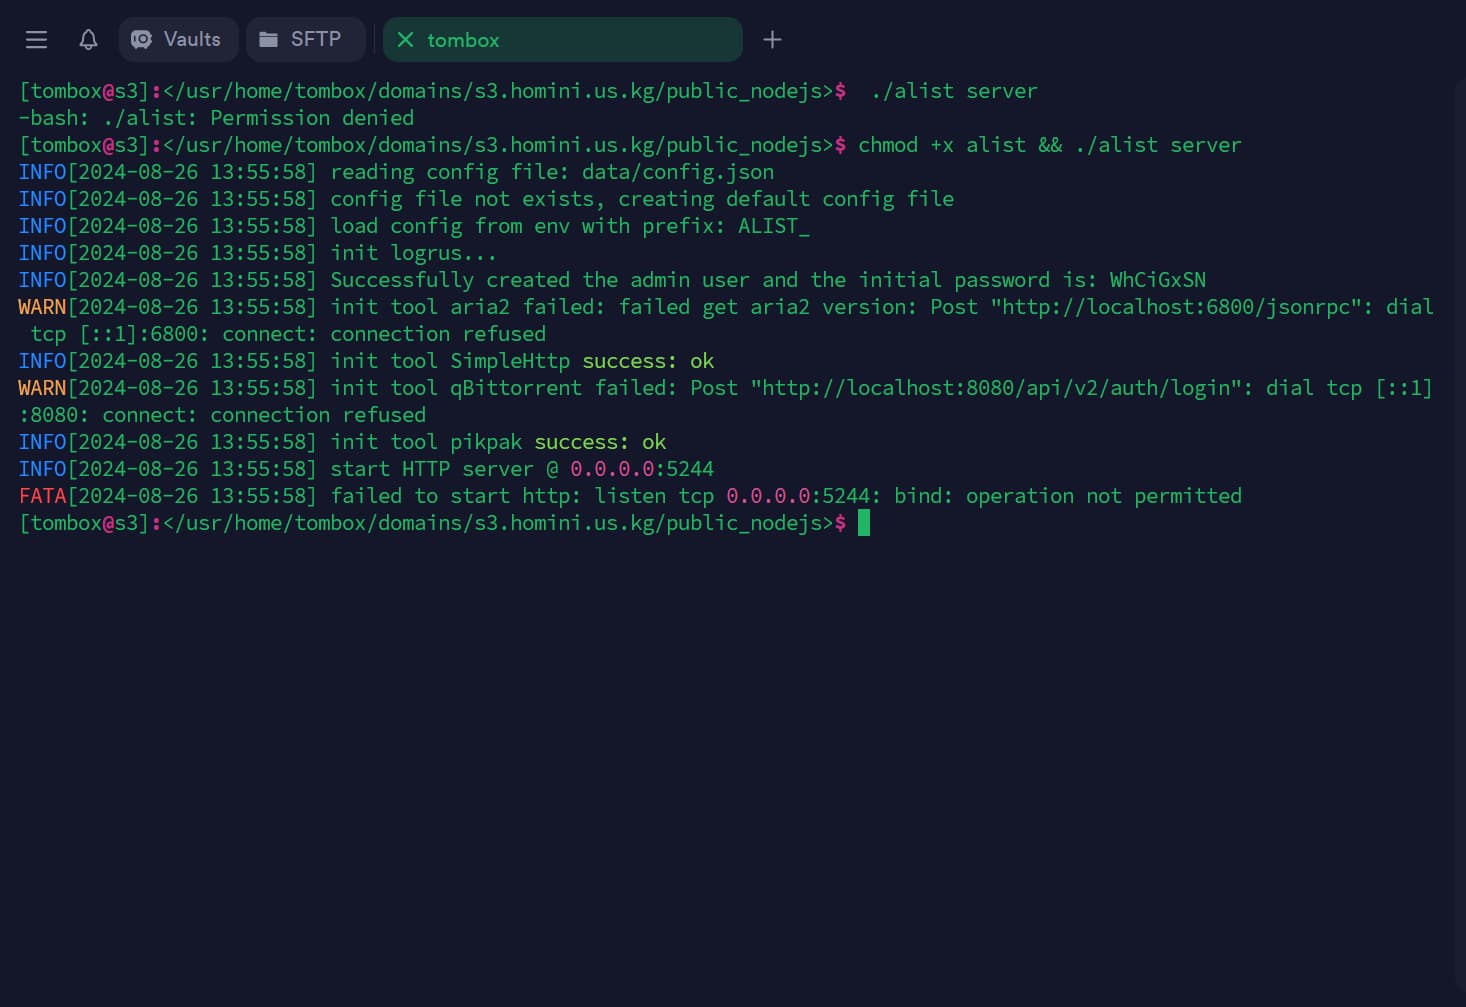 Vaults SFTP tombox
[tombox@s3]:</usr/home/tombox/domains/s3.homini.us.kg/public_nodejs>$  ./alist server
-bash: ./alist: Permission denied
[tombox@s3]:</usr/home/tombox/domains/s3.homini.us.kg/public_nodejs>$ chmod +x alist && ./alist server
INFO[2024-08-26 13:55:58] reading config file: data/config.json
INFO[2024-08-26 13:55:58] config file not exists, creating default config file
INFO[2024-08-26 13:55:58] load config from env with prefix: ALIST_
INFO[2024-08-26 13:55:58] init logrus...
INFO[2024-08-26 13:55:58] Successfully created the admin user and the initial password is: WhCiGxSN
WARN[2024-08-26 13:55:58] init tool aria2 failed: failed get aria2 version: Post "http://localhost:6800/jsonrpc": dial
 tcp [::1]:6800: connect: connection refused
INFO[2024-08-26 13:55:58] init tool SimpleHttp success: ok
WARN[2024-08-26 13:55:58] init tool qBittorrent failed: Post "http://localhost:8080/api/v2/auth/login": dial tcp [::1]
:8080: connect: connection refused
INFO[2024-08-26 13:55:58] init tool pikpak success: ok
INFO[2024-08-26 13:55:58] start HTTP server @ 0.0.0.0:5244
FATA[2024-08-26 13:55:58] failed to start http: listen tcp 0.0.0.0:5244: bind: operation not permitted
[tombox@s3]:</usr/home/tombox/domains/s3.homini.us.kg/public_nodejs>$